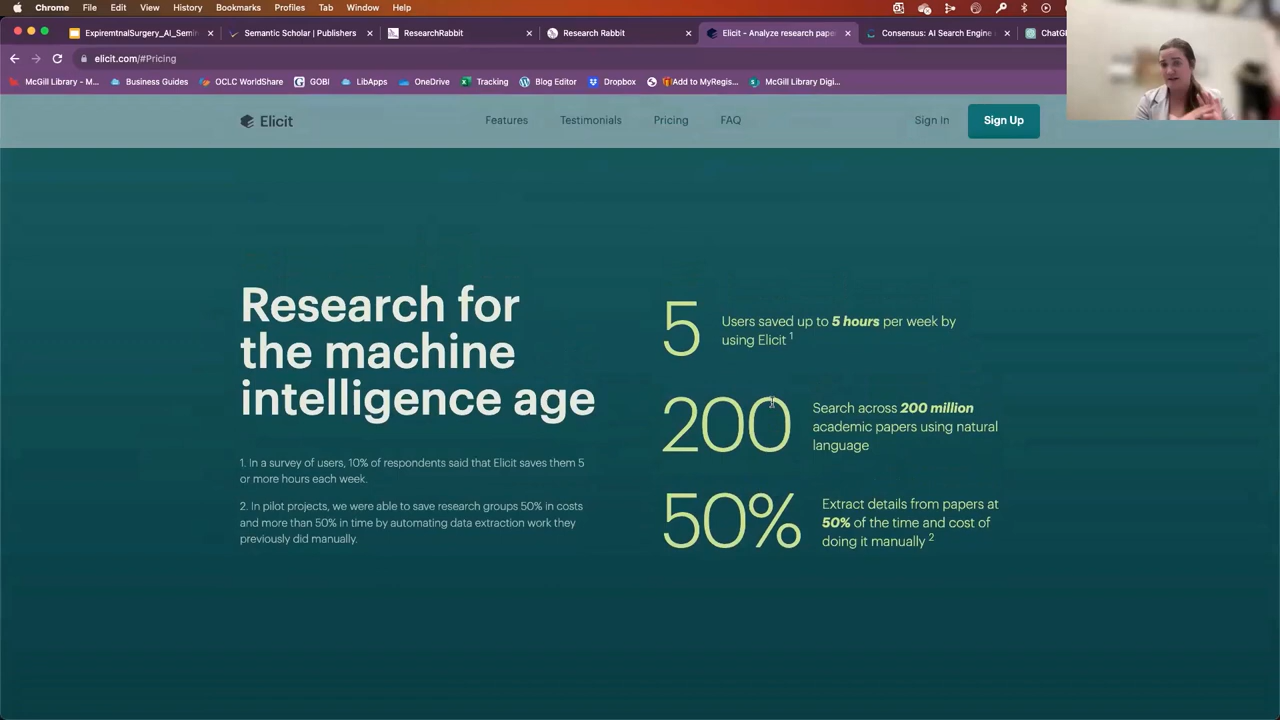 Chrome File Edit View History Bookmarks Profiles Tab Window Help
ExpiremtnalSurgery_AI_Semi
Semantic Scholar | Publishers
ResearchRabbit
Research Rabbit
Elicit - Analyze research pape
Consensus: AI Search Engine
ChatG
elicit.com/#Pricing
McGill Library - M...
Business Guides
OCLC WorldShare
GOBI
LibApps
OneDrive
Tracking
Blog Editor
Dropbox
Add to MyRegis...
McGill Library Digi...
Elicit
Features
Testimonials
Pricing
FAQ
Sign In
Sign Up
Research for
the machine
intelligence age
1. In a survey of users, 10% of respondents said that Elicit saves them 5
or more hours each week.
2. In pilot projects, we were able to save research groups 50% in costs
and more than 50% in time by automating data extraction work they
previously did manually.
5
Users saved up to 5 hours per week by
using Elicit 1
200
Search across 200 million
academic papers using natural
language
50%
Extract details from papers at
50% of the time and cost of
doing it manually 2